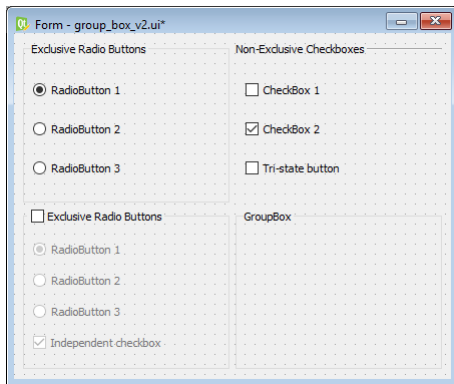 Form - group_box_v2.ui*
Exclusive Radio Buttons
RadioButton 1
RadioButton 2
RadioButton 3
Non-Exclusive Checkboxes
CheckBox 1
CheckBox 2
Tri-state button
Exclusive Radio Buttons
RadioButton 1
RadioButton 2
RadioButton 3
Independent checkbox
GroupBox